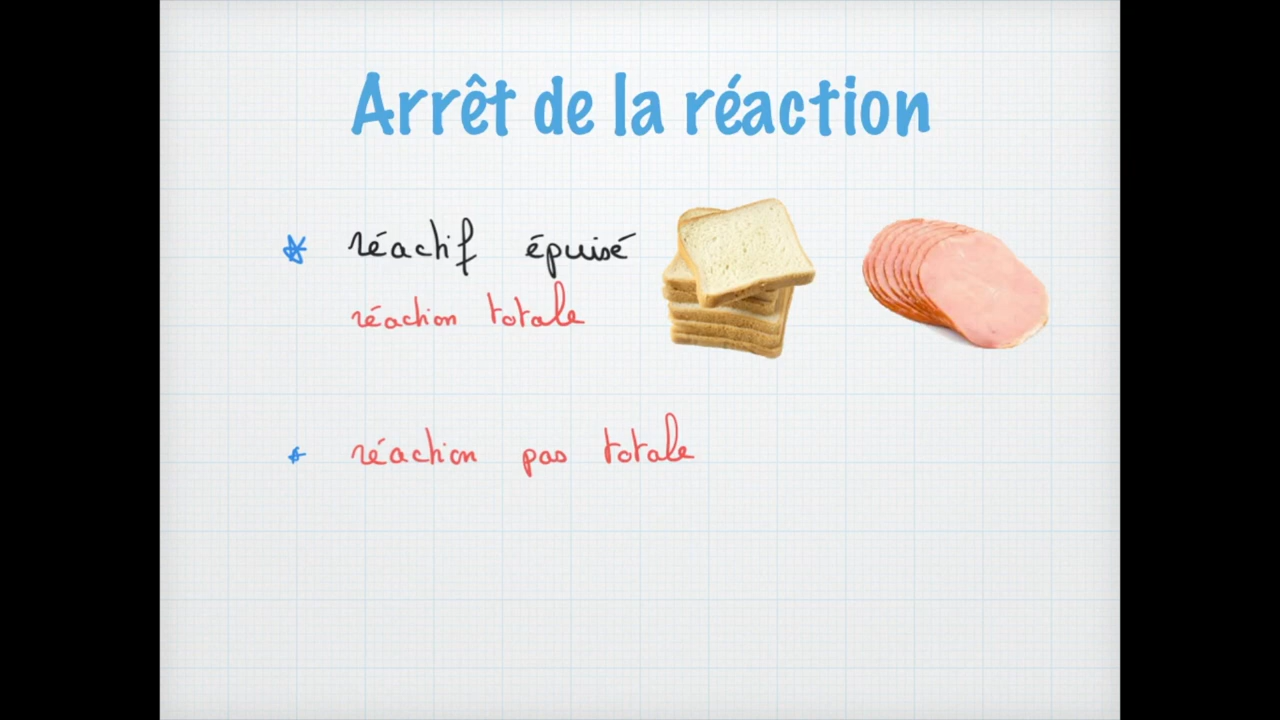 Arrêt de la réaction
réactif épuisé
réaction totale
réaction pas totale